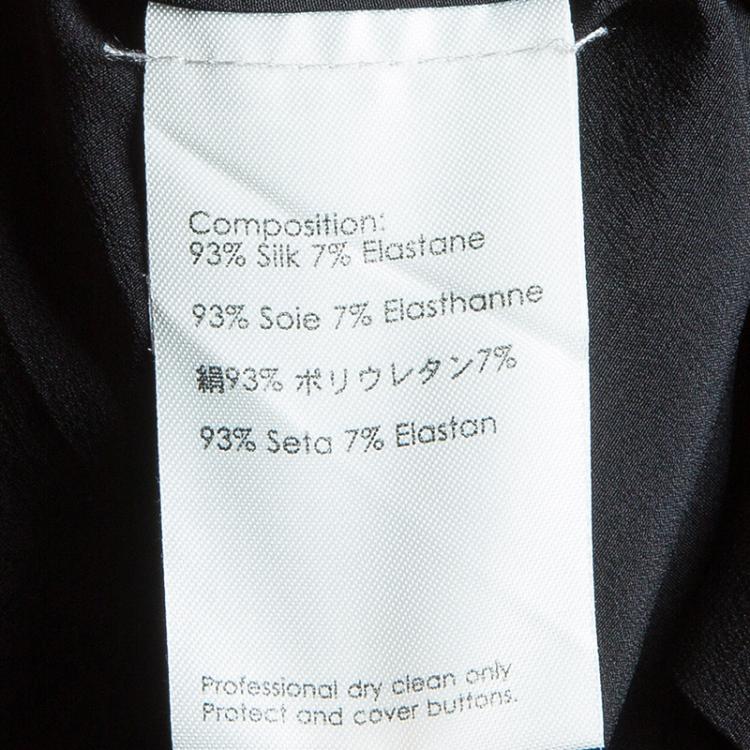 Composition:
93% Silk 7% Elastane
93% Soie 7% Elasthanne
絹93% ポリウレタン7%
93% Seta 7% Elastan
Professional dry clean only
Protect and cover buttons.